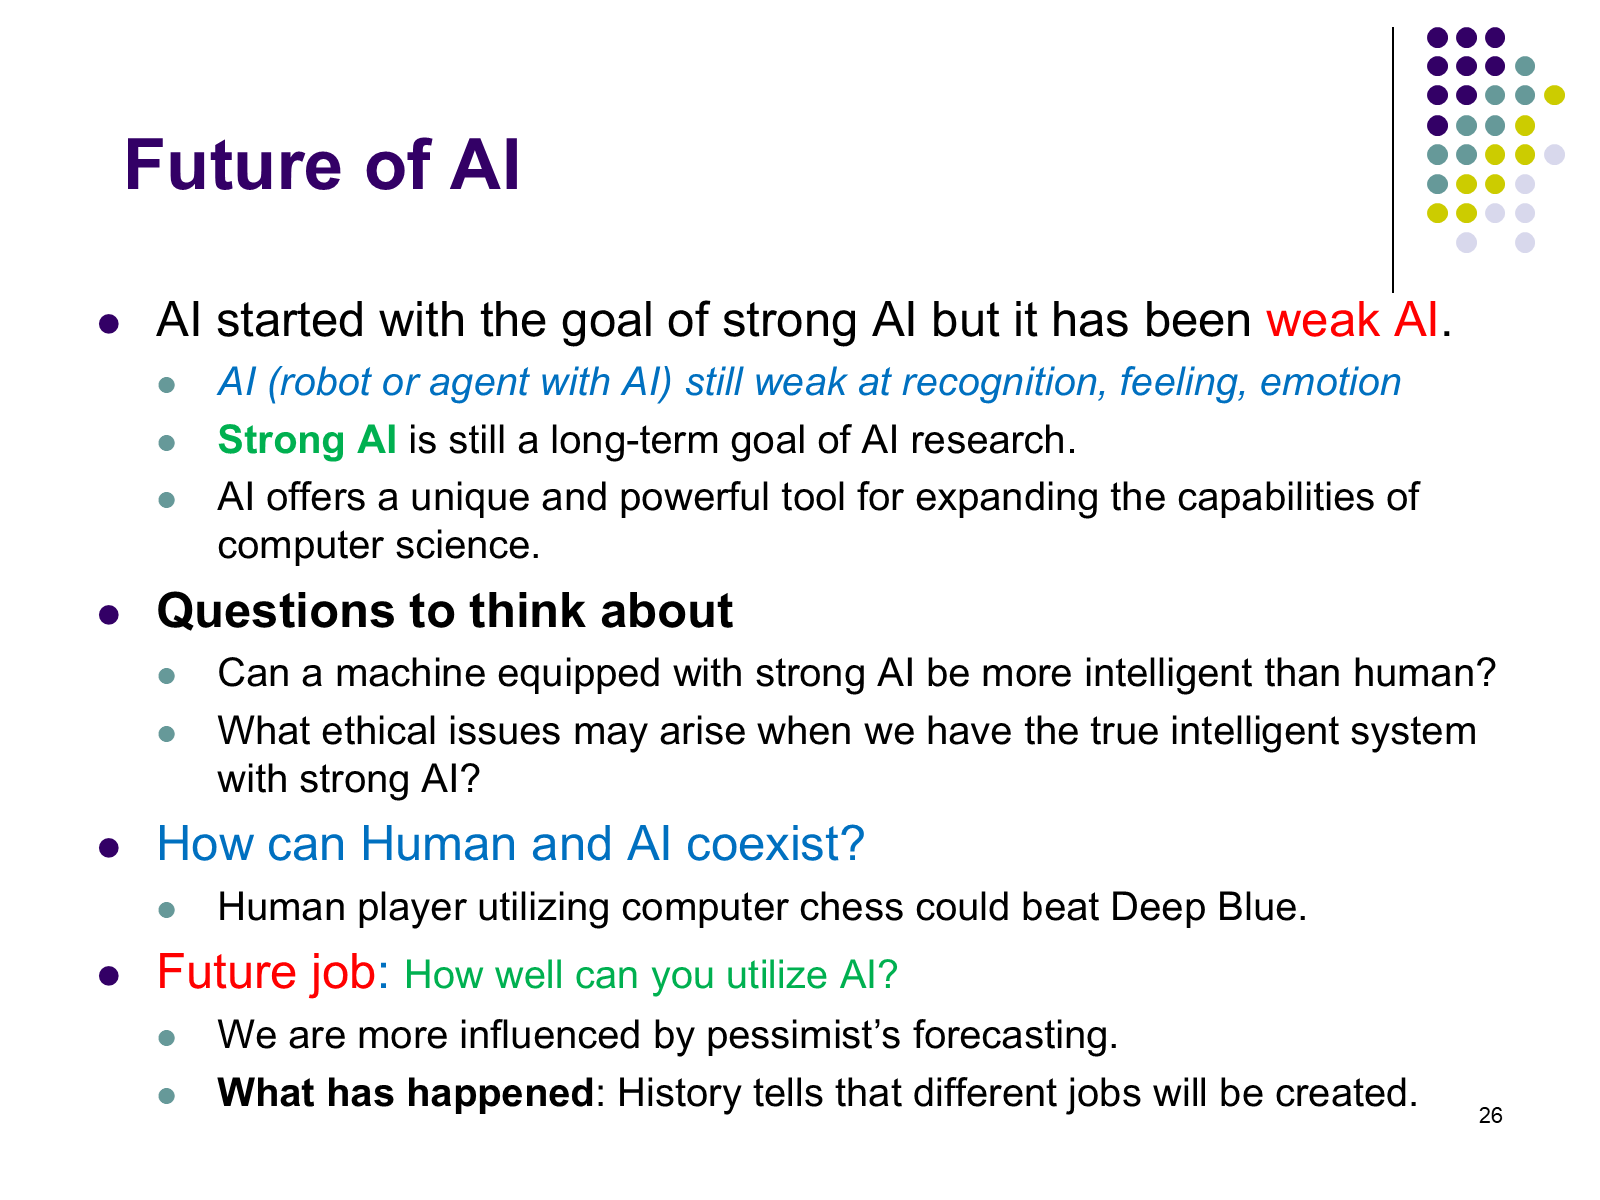 Future of AI
AI started with the goal of strong AI but it has been weak AI.
AI (robot or agent with AI) still weak at recognition, feeling, emotion
Strong AI is still a long-term goal of AI research.
AI offers a unique and powerful tool for expanding the capabilities of
computer science.
Questions to think about
Can a machine equipped with strong AI be more intelligent than human?
What ethical issues may arise when we have the true intelligent system
with strong AI?
How can Human and AI coexist?
Human player utilizing computer chess could beat Deep Blue.
Future job: How well can you utilize AI?
We are more influenced by pessimist’s forecasting.
What has happened: History tells that different jobs will be created.
26